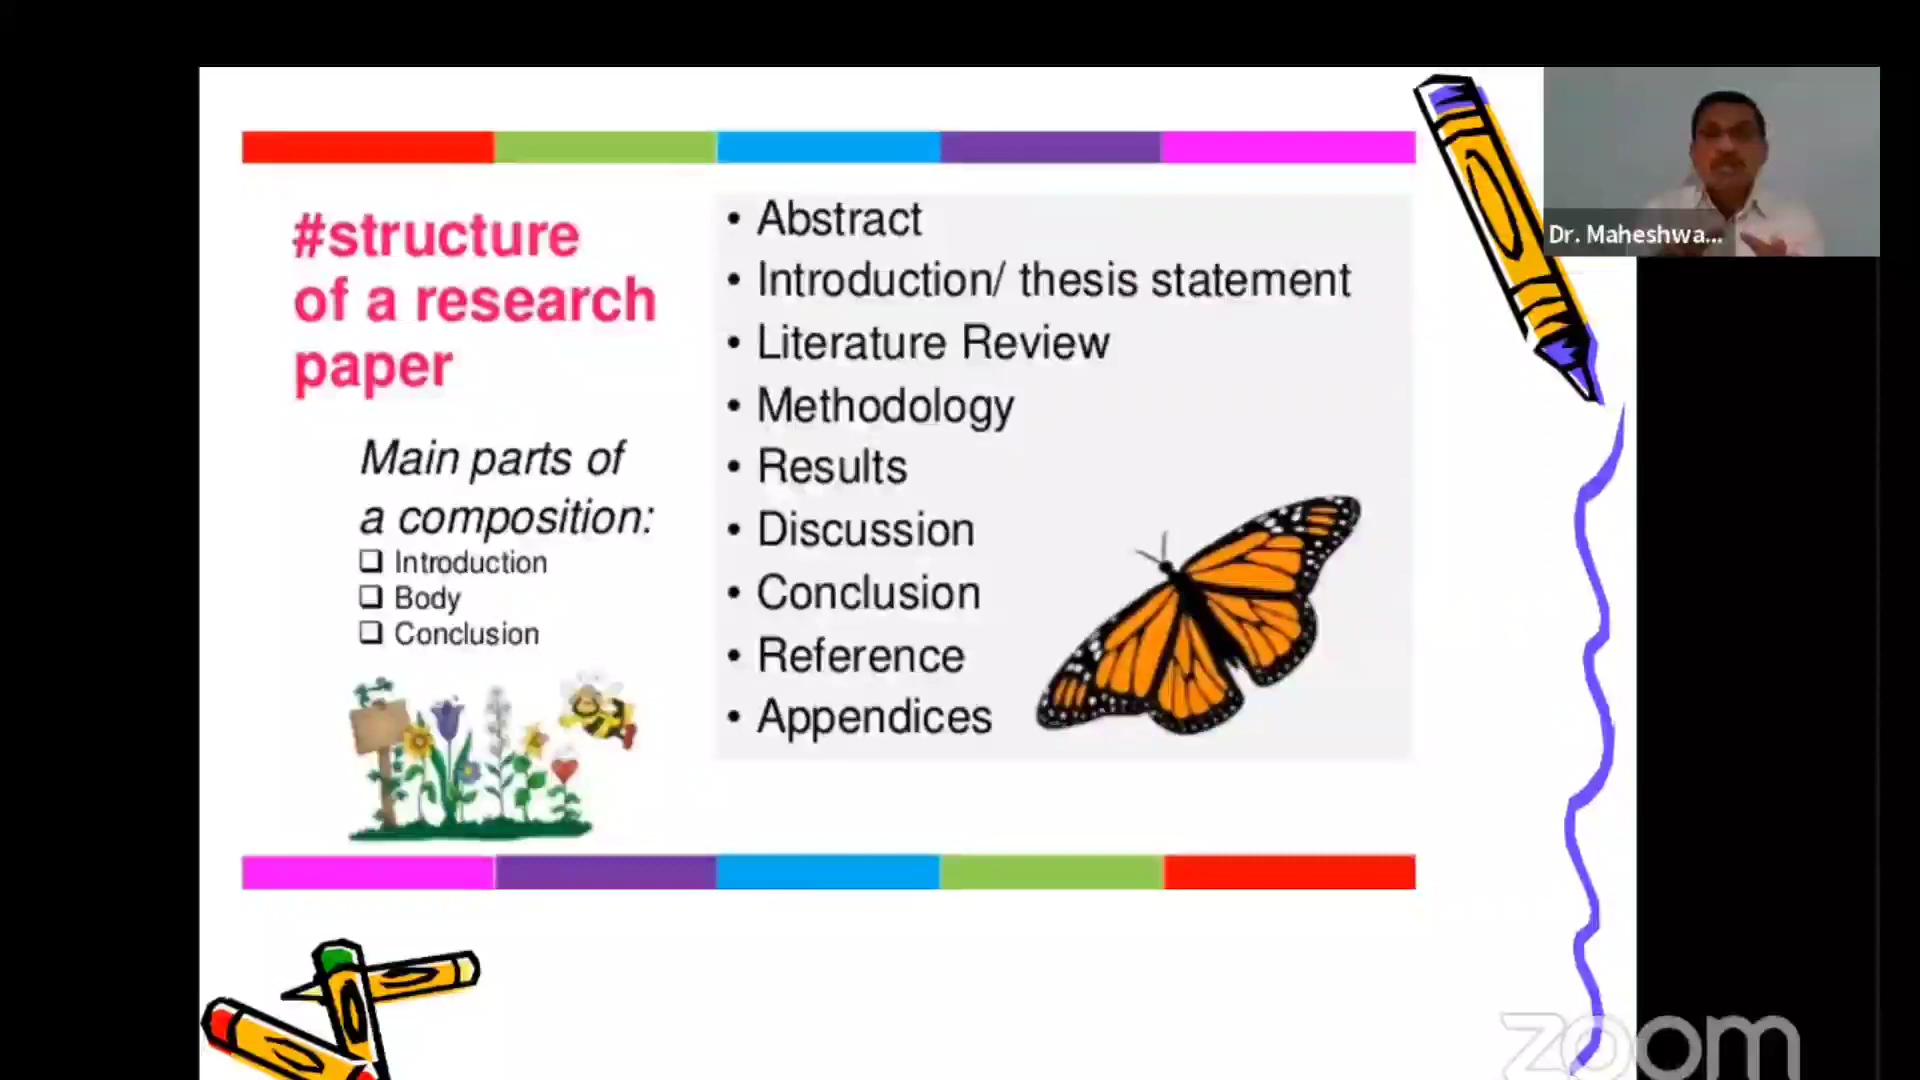 #structure
of a research
paper
Main parts of
a composition:
❑ Introduction
❑ Body
❑ Conclusion
• Abstract
• Introduction/ thesis statement
• Literature Review
• Methodology
• Results
• Discussion
• Conclusion
• Reference
• Appendices
Dr. Maheshwa...
zoom